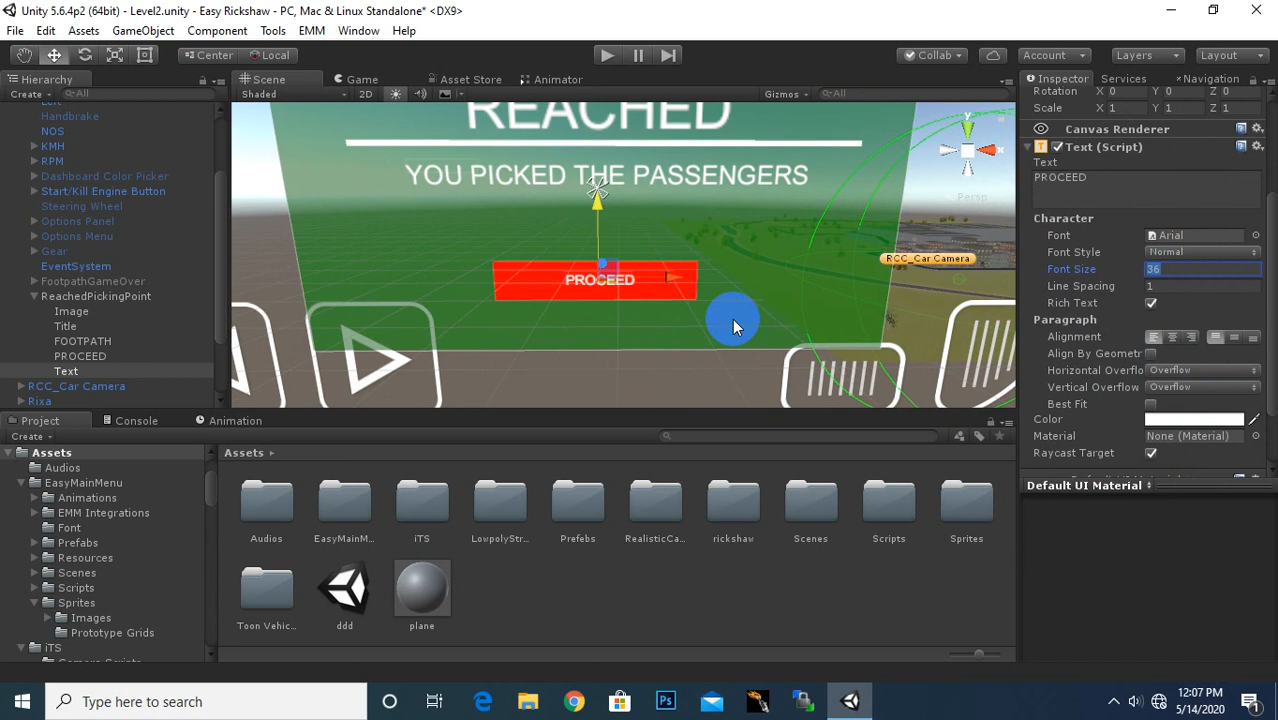 Unity 5.6.4p2 (64bit) - Level2.unity - Easy Rickshaw - PC, Mac & Linux Standalone* <DX9>
File Edit Assets GameObject Component Tools EMM Window Help
Center Local Collab Account Layers Layout
Hierarchy
Create All
Left
Handbrake
NOS
KMH
RPM
Dashboard Color Picker
Start/Kill Engine Button
Steering Wheel
Options Panel
Options Menu
Gear
EventSystem
FootpathGameOver
ReachedPickingPoint
Image
Title
FOOTPATH
PROCEED
Text
RCC_Car Camera
Rixa
Scene Game Asset Store Animator
Shaded 2D Gizmos All
REACHED
YOU PICKED THE PASSENGERS
PROCEED
RCC_Car Camera
y
x
Persp
Inspector Services Navigation
Rotation X 0 Y 0 Z 0
Scale X 1 Y 1 Z 1
Canvas Renderer
Text (Script)
Text
PROCEED
Character
Font Arial
Font Style Normal
Font Size 36
Line Spacing 1
Rich Text
Paragraph
Alignment
Align By Geometr
Horizontal Overflo Overflow
Vertical Overflow Overflow
Best Fit
Color
Material None (Material)
Raycast Target
Default UI Material
Project Console Animation
Create
Assets
Audios
EasyMainMenu
Animations
EMM Integrations
Font
Prefabs
Resources
Scenes
Scripts
Sprites
Images
Prototype Grids
iTS
Assets
Audios EasyMainM... iTS LowpolyStr... Prefebs RealisticCa... rickshaw Scenes Scripts Sprites
Toon Vehic... ddd plane
Type here to search
Ps
12:07 PM
5/14/2020
1